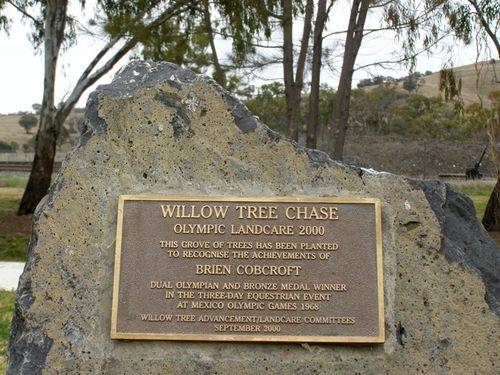 WILLOW TREE CHASE
OLYMPIC LANDCARE 2000
THIS GROVE OF TREES HAS BEEN PLANTED
TO RECOGNISE THE ACHIEVEMENTS OF
BRIEN COBCROFT
DUAL OLYMPIAN AND BRONZE MEDAL WINNER
IN THE THREE-DAY EQUESTRIAN EVENT
AT MEXICO OLYMPIC GAMES 1968
WILLOW TREE ADVANCEMENT/LANDCARE COMMITTEES
SEPTEMBER 2000